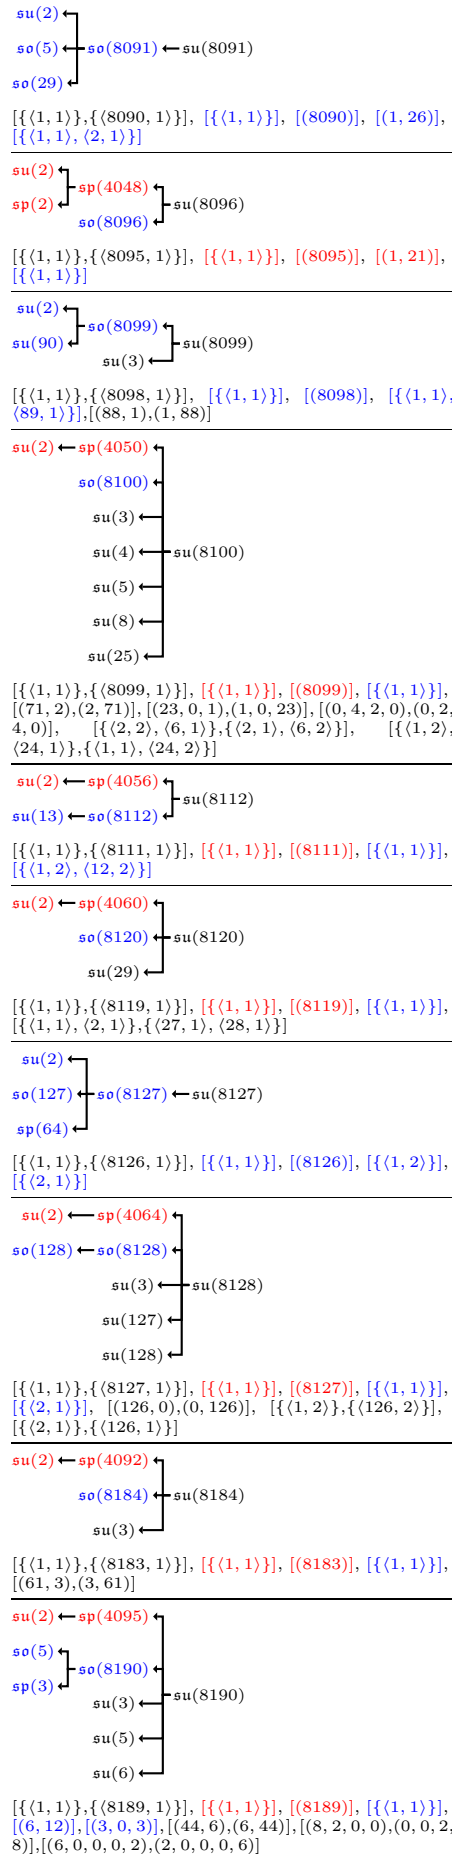 𝔰𝔲(2)
𝔰𝔬(5) 𝔰𝔬(8091) 𝔰𝔲(8091)
𝔰𝔬(29)
[{⟨1, 1⟩},{⟨8090, 1⟩}], [{⟨1, 1⟩}], [(8090)], [(1, 26)],
[{⟨1, 1⟩, ⟨2, 1⟩}]
𝔰𝔲(2) 𝔰𝔭(4048)
𝔰𝔭(2) 𝔰𝔲(8096)
𝔰𝔬(8096)
[{⟨1, 1⟩},{⟨8095, 1⟩}], [{⟨1, 1⟩}], [(8095)], [(1, 21)],
[{⟨1, 1⟩}]
𝔰𝔲(2) 𝔰𝔬(8099)
𝔰𝔲(90) 𝔰𝔲(8099)
𝔰𝔲(3)
[{⟨1, 1⟩},{⟨8098, 1⟩}], [{⟨1, 1⟩}], [(8098)], [{⟨1, 1⟩,
⟨89, 1⟩}],[(88, 1),(1, 88)]
𝔰𝔲(2) 𝔰𝔭(4050)
𝔰𝔬(8100)
𝔰𝔲(3)
𝔰𝔲(4) 𝔰𝔲(8100)
𝔰𝔲(5)
𝔰𝔲(8)
𝔰𝔲(25)
[{⟨1, 1⟩},{⟨8099, 1⟩}], [{⟨1, 1⟩}], [(8099)], [{⟨1, 1⟩}],
[(71, 2),(2, 71)],[(23, 0, 1),(1, 0, 23)],[(0, 4, 2, 0),(0, 2,
4, 0)], [{⟨2, 2⟩, ⟨6, 1⟩},{⟨2, 1⟩, ⟨6, 2⟩}], [{⟨1, 2⟩,
⟨24, 1⟩},{⟨1, 1⟩, ⟨24, 2⟩}]
𝔰𝔲(2) 𝔰𝔭(4056)
𝔰𝔲(8112)
𝔰𝔲(13) 𝔰𝔬(8112)
[{⟨1, 1⟩},{⟨8111, 1⟩}], [{⟨1, 1⟩}], [(8111)], [{⟨1, 1⟩}],
[{⟨1, 2⟩, ⟨12, 2⟩}]
𝔰𝔲(2) 𝔰𝔭(4060)
𝔰𝔬(8120) 𝔰𝔲(8120)
𝔰𝔲(29)
[{⟨1, 1⟩},{⟨8119, 1⟩}], [{⟨1, 1⟩}], [(8119)], [{⟨1, 1⟩}],
[{⟨1, 1⟩, ⟨2, 1⟩},{⟨27, 1⟩, ⟨28, 1⟩}]
𝔰𝔲(2)
𝔰𝔬(127) 𝔰𝔬(8127) 𝔰𝔲(8127)
𝔰𝔭(64)
[{⟨1, 1⟩},{⟨8126, 1⟩}], [{⟨1, 1⟩}], [(8126)], [{⟨1, 2⟩}],
[{⟨2, 1⟩}]
𝔰𝔲(2) 𝔰𝔭(4064)
𝔰𝔬(128) 𝔰𝔬(8128)
𝔰𝔲(3) 𝔰𝔲(8128)
𝔰𝔲(127)
𝔰𝔲(128)
[{⟨1, 1⟩},{⟨8127, 1⟩}], [{⟨1, 1⟩}], [(8127)], [{⟨1, 1⟩}],
[{⟨2, 1⟩}], [(126, 0),(0, 126)], [{⟨1, 2⟩},{⟨126, 2⟩}],
[{⟨2, 1⟩},{⟨126, 1⟩}]
𝔰𝔲(2) 𝔰𝔭(4092)
𝔰𝔬(8184) 𝔰𝔲(8184)
𝔰𝔲(3)
[{⟨1, 1⟩},{⟨8183, 1⟩}], [{⟨1, 1⟩}], [(8183)], [{⟨1, 1⟩}],
[(61, 3),(3, 61)]
𝔰𝔲(2) 𝔰𝔭(4095)
𝔰𝔬(5) 𝔰𝔬(8190)
𝔰𝔭(3) 𝔰𝔲(8190)
𝔰𝔲(3)
𝔰𝔲(5)
𝔰𝔲(6)
[{⟨1, 1⟩},{⟨8189, 1⟩}], [{⟨1, 1⟩}], [(8189)], [{⟨1, 1⟩}],
[(6, 12)],[(3, 0, 3)],[(44, 6),(6, 44)],[(8, 2, 0, 0),(0, 0, 2,
8)],[(6, 0, 0, 0, 2),(2, 0, 0, 0, 6)]